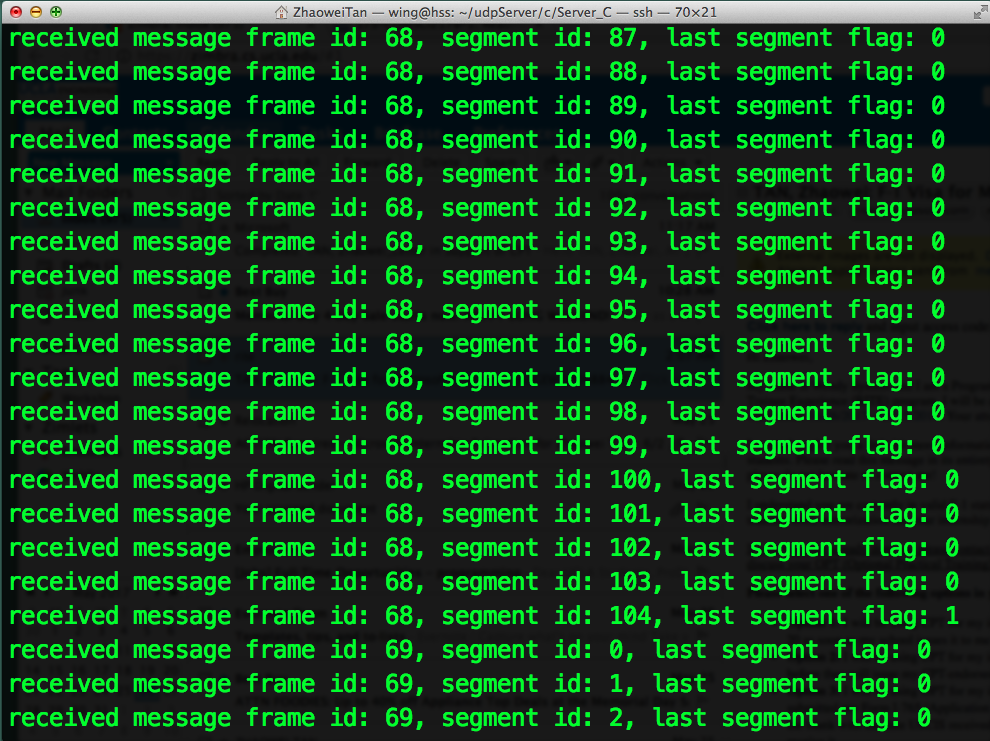 ZhaoweiTan — wing@hss: ~/udpServer/c/Server_C — ssh — 70×21
received message frame id: 68, segment id: 87, last segment flag: 0
received message frame id: 68, segment id: 88, last segment flag: 0
received message frame id: 68, segment id: 89, last segment flag: 0
received message frame id: 68, segment id: 90, last segment flag: 0
received message frame id: 68, segment id: 91, last segment flag: 0
received message frame id: 68, segment id: 92, last segment flag: 0
received message frame id: 68, segment id: 93, last segment flag: 0
received message frame id: 68, segment id: 94, last segment flag: 0
received message frame id: 68, segment id: 95, last segment flag: 0
received message frame id: 68, segment id: 96, last segment flag: 0
received message frame id: 68, segment id: 97, last segment flag: 0
received message frame id: 68, segment id: 98, last segment flag: 0
received message frame id: 68, segment id: 99, last segment flag: 0
received message frame id: 68, segment id: 100, last segment flag: 0
received message frame id: 68, segment id: 101, last segment flag: 0
received message frame id: 68, segment id: 102, last segment flag: 0
received message frame id: 68, segment id: 103, last segment flag: 0
received message frame id: 68, segment id: 104, last segment flag: 1
received message frame id: 69, segment id: 0, last segment flag: 0
received message frame id: 69, segment id: 1, last segment flag: 0
received message frame id: 69, segment id: 2, last segment flag: 0